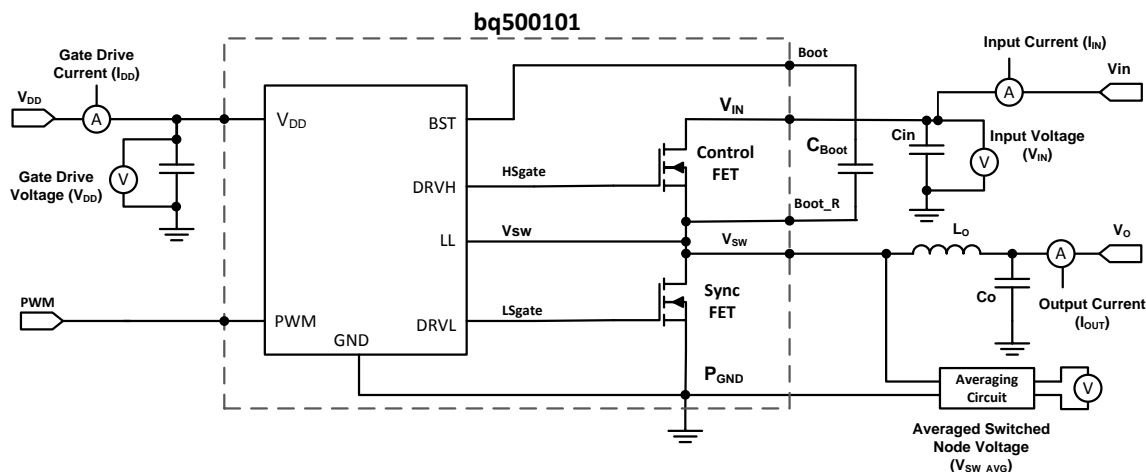 bq500101
Gate Drive
Current (IDD)
VDD
A
V
Gate Drive
Voltage (VDD)
PWM
VDD
BST
DRVH
LL
DRVL
PWM
GND
HSgate
Vsw
LSgate
Control
FET
Sync
FET
PGND
Boot
VIN
CBoot
Boot_R
VSW
Input Current (IIN)
A
Vin
Cin
V
Input Voltage
(VIN)
LO
Co
A
VO
Output Current
(IOUT)
Averaging
Circuit
V
Averaged Switched
Node Voltage
(VSW_AVG)